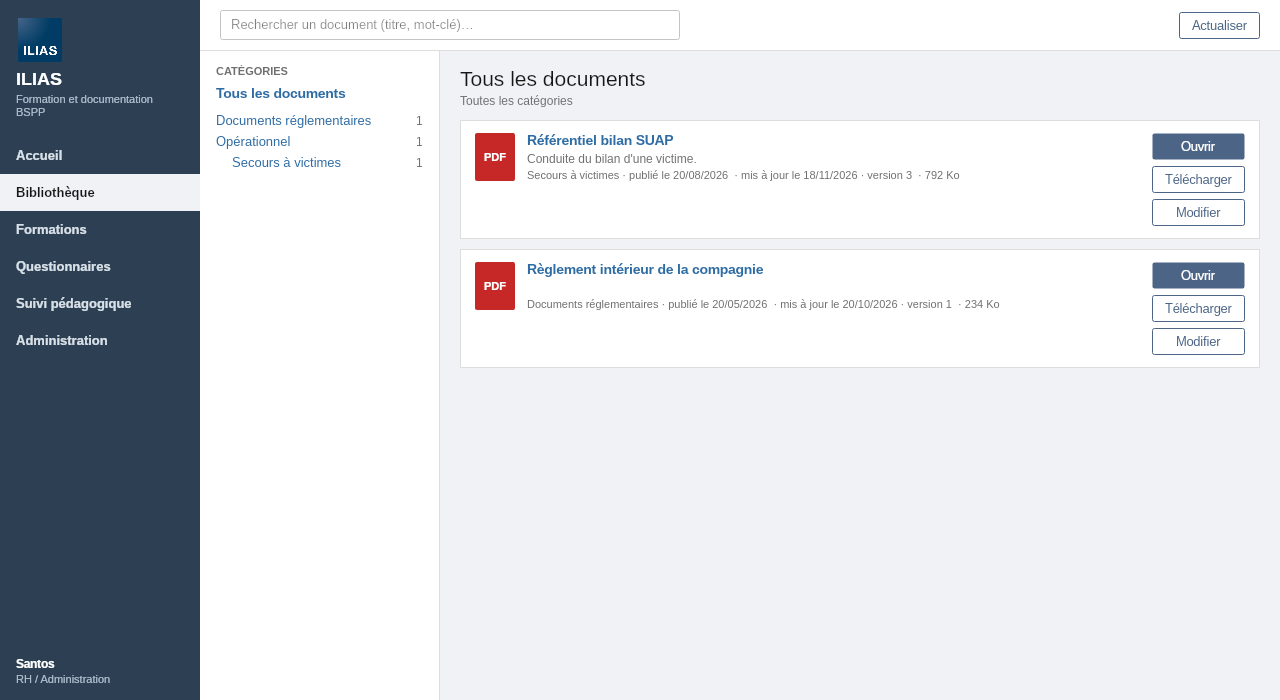 ILIAS
ILIAS
Formation et documentation
BSPP
Accueil
Bibliothèque
Formations
Questionnaires
Suivi pédagogique
Administration
Santos
RH / Administration
Rechercher un document (titre, mot-clé)…
Actualiser
CATÉGORIES
Tous les documents
Documents réglementaires 1
Opérationnel 1
Secours à victimes 1
Tous les documents
Toutes les catégories
PDF
Référentiel bilan SUAP
Conduite du bilan d'une victime.
Secours à victimes · publié le 20/08/2026 · mis à jour le 18/11/2026 · version 3 · 792 Ko
Ouvrir
Télécharger
Modifier
PDF
Règlement intérieur de la compagnie
Documents réglementaires · publié le 20/05/2026 · mis à jour le 20/10/2026 · version 1 · 234 Ko
Ouvrir
Télécharger
Modifier